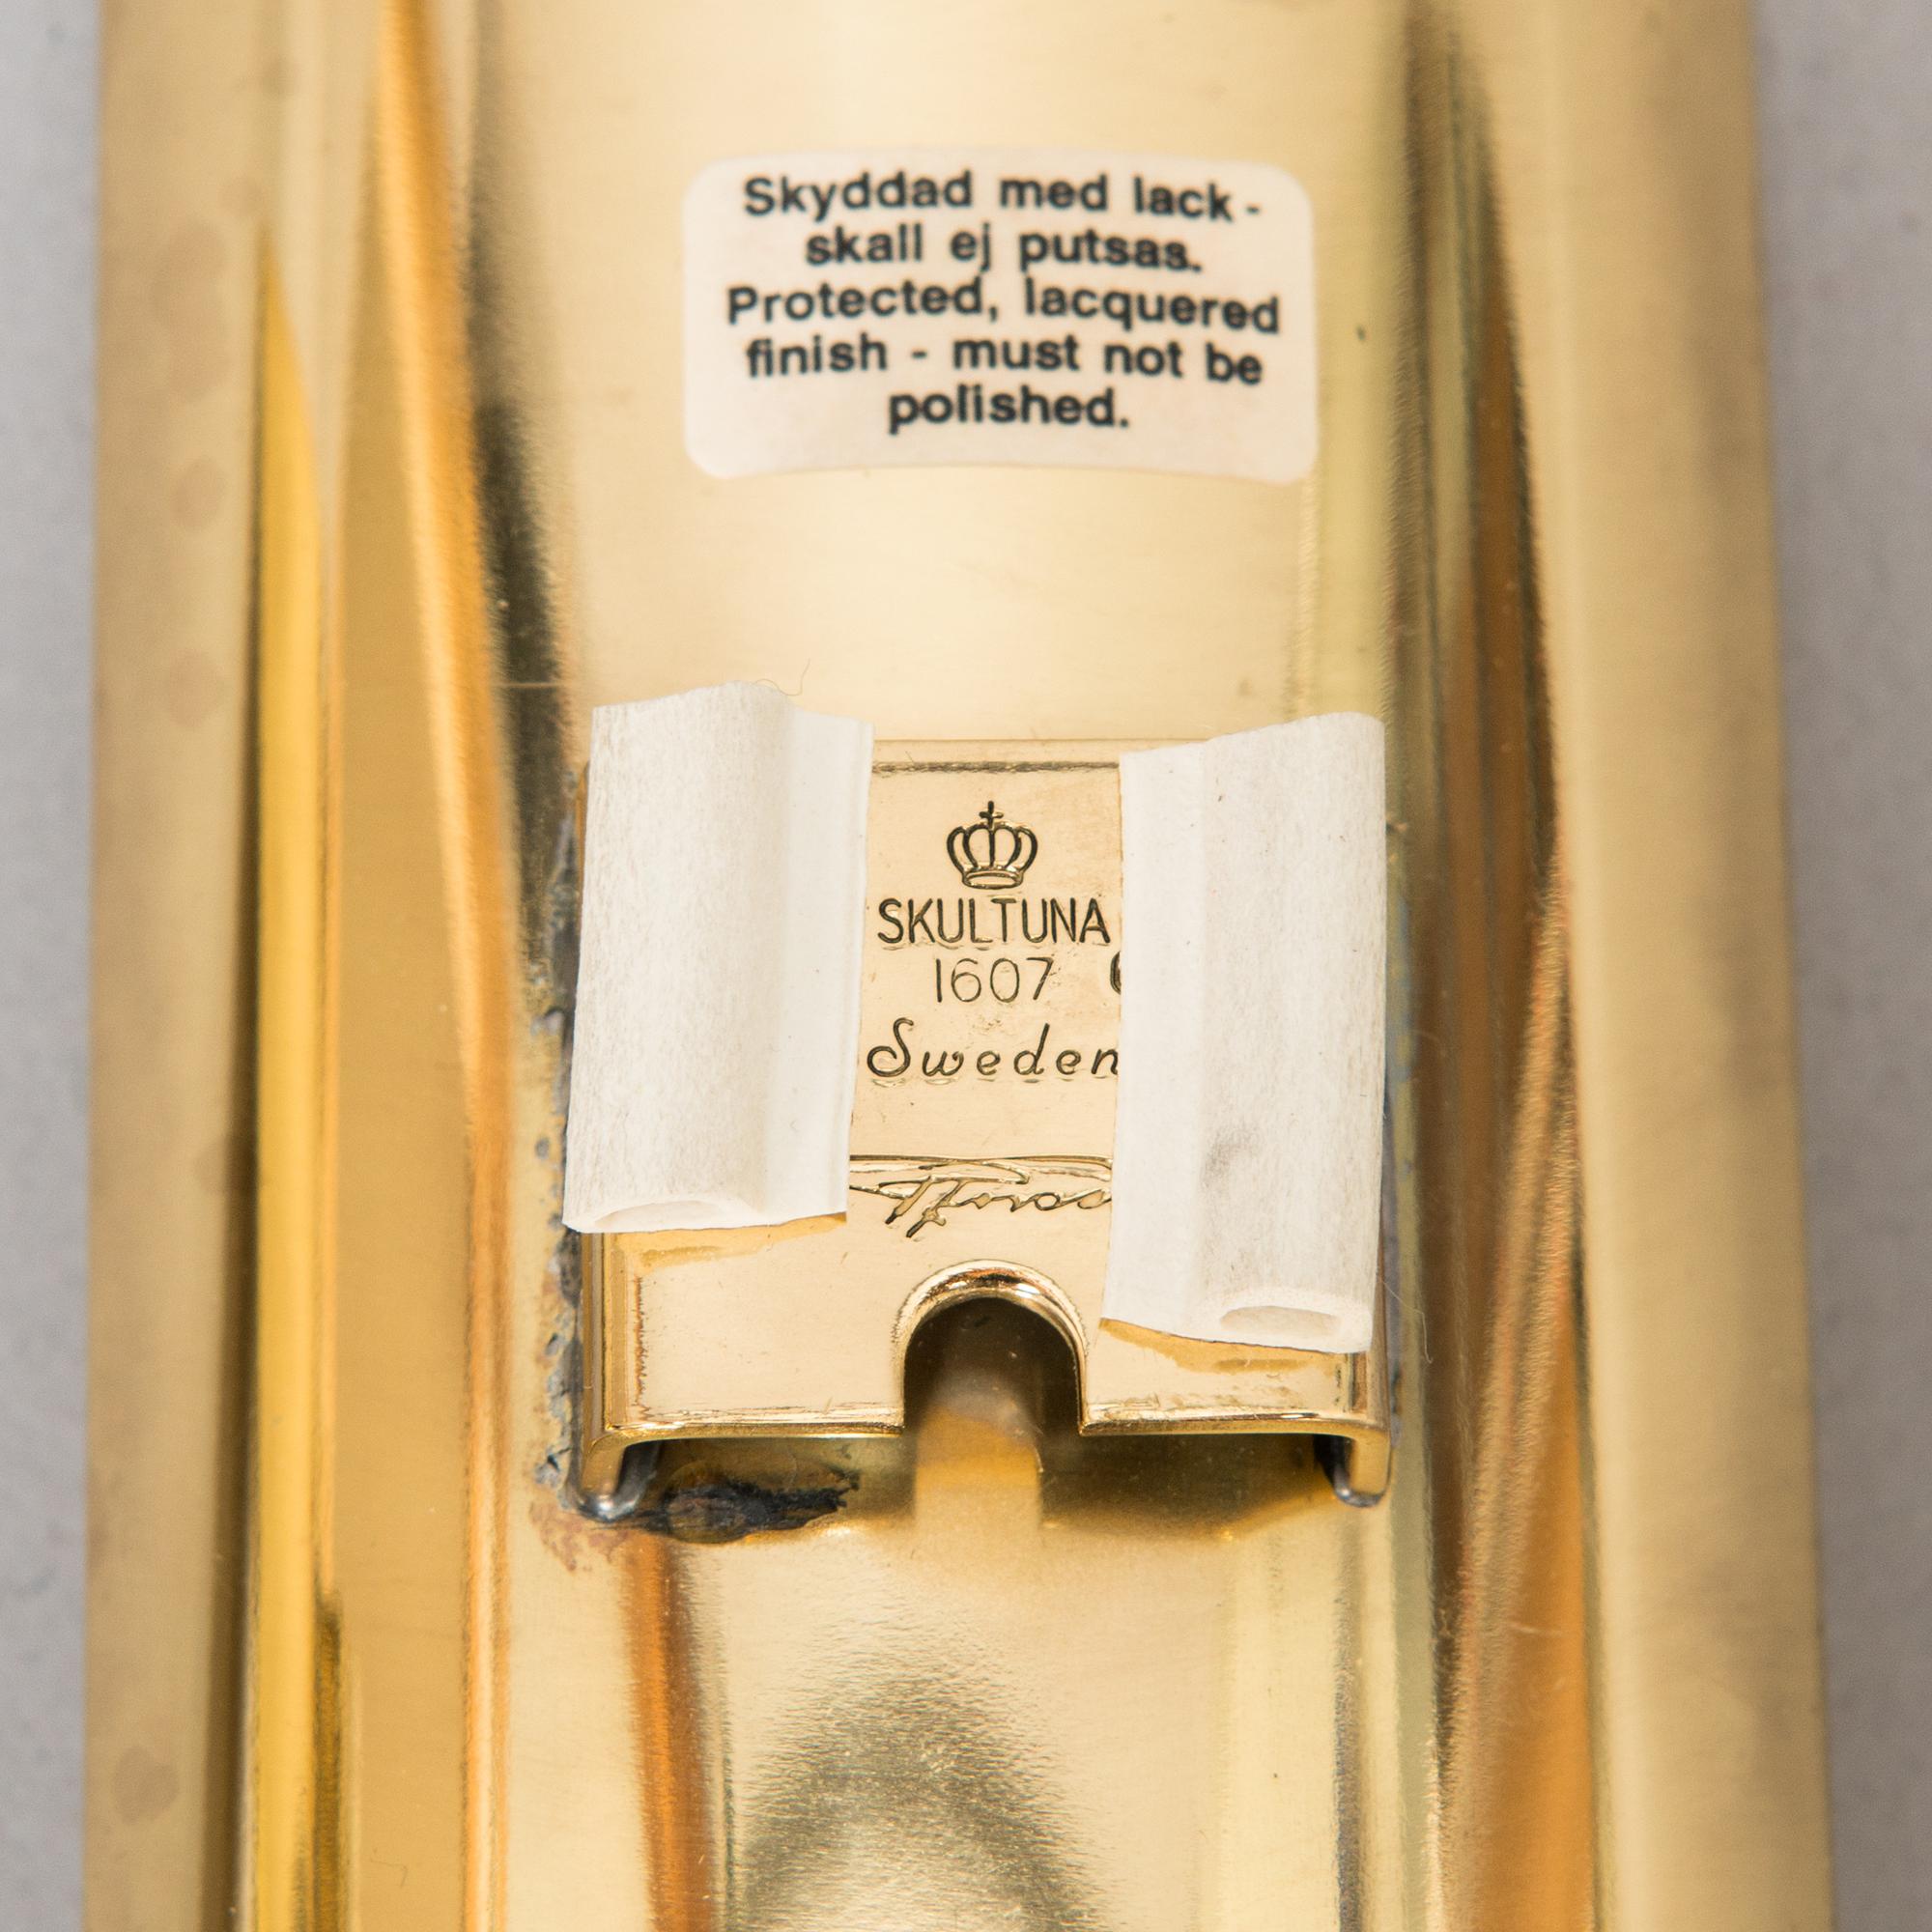 Skyddad med lack -
skall ej putsas.
Protected, lacquered
finish - must not be
polished.
SKULTUNA
1607
Sweden